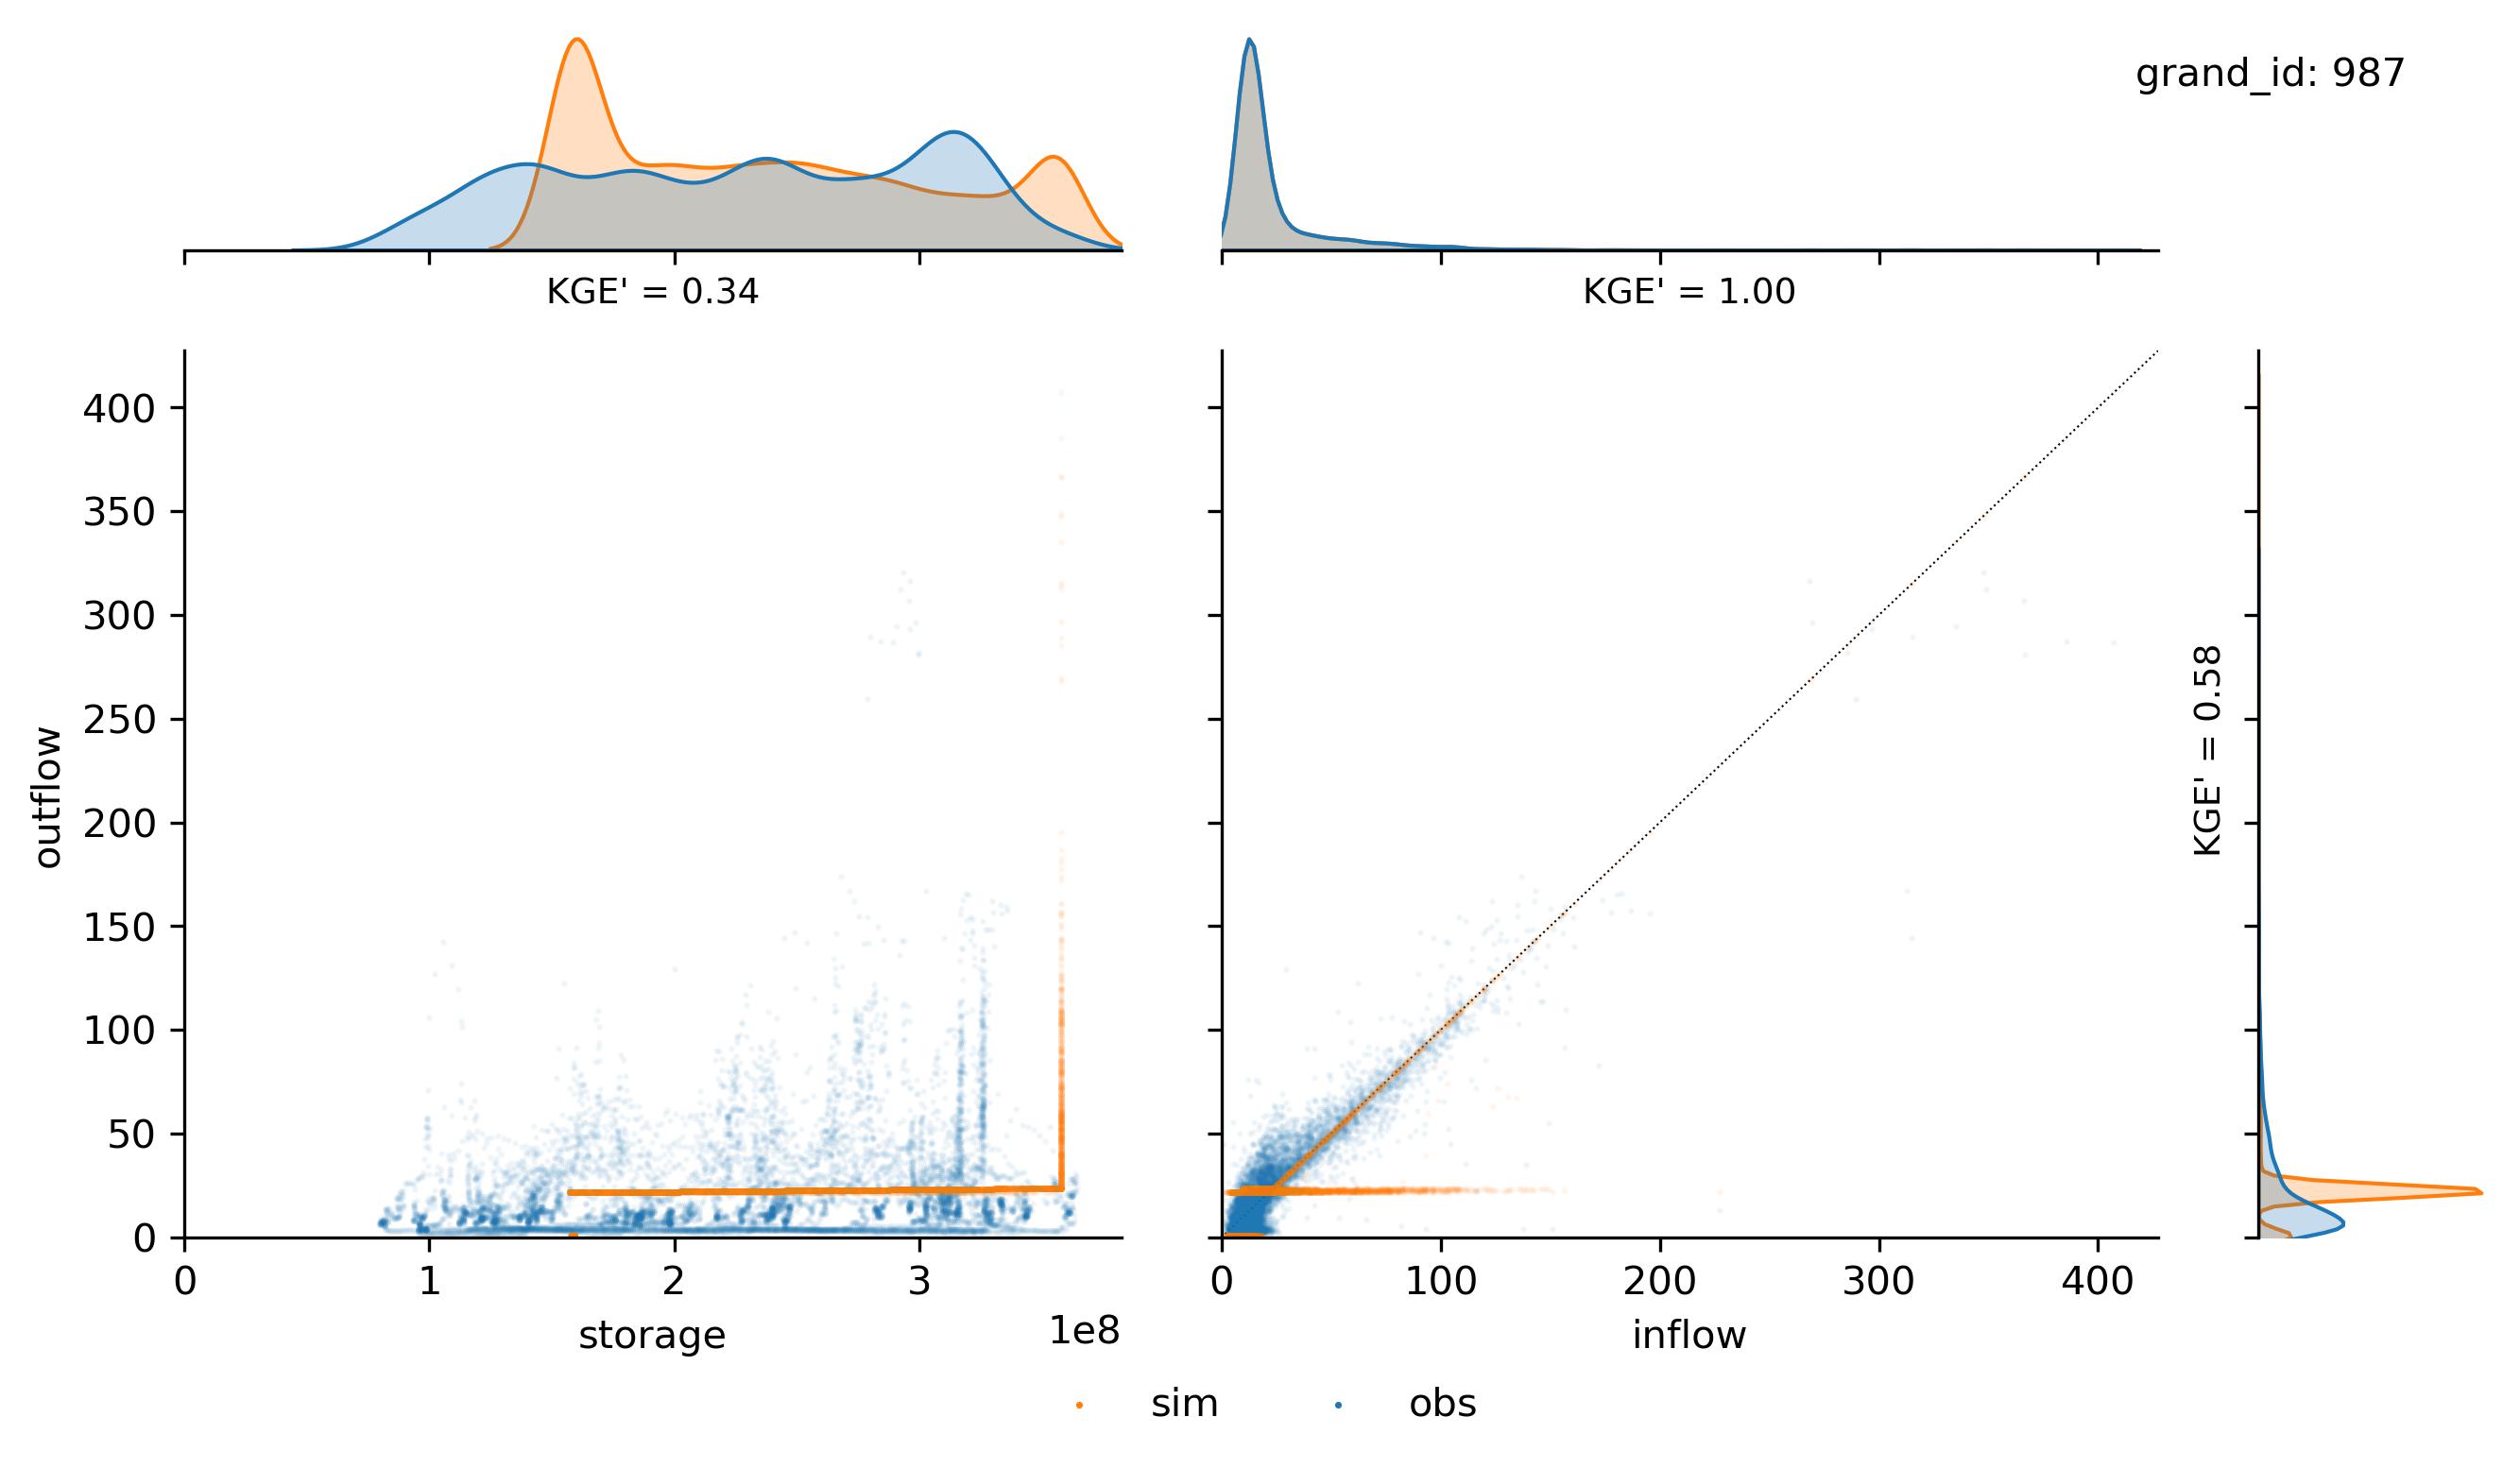 grand_id: 987
KGE' = 0.34
KGE' = 1.00
400
350
300
250
200
150
100
50
0
outflow
KGE' = 0.58
0 1 2 3
1e8
storage
0 100 200 300 400
inflow
sim obs